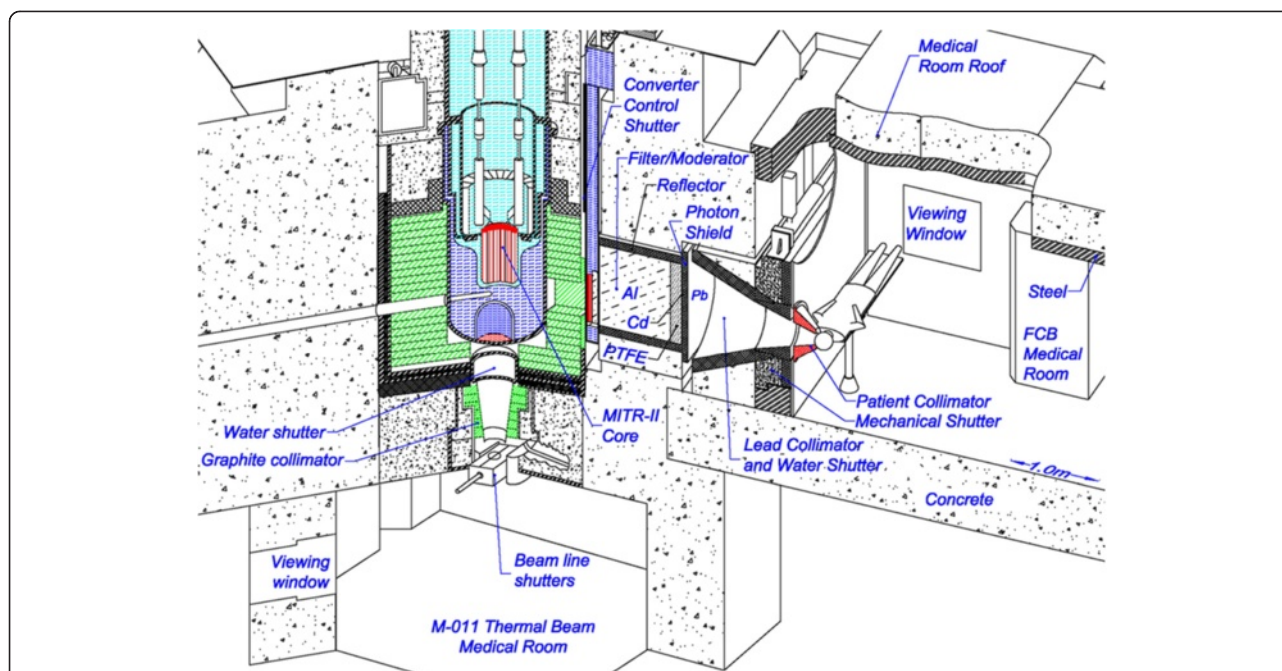 Medical
Room Roof
Converter
Control
Shutter
Filter/Moderator
Reflector
Photon
Shield
Viewing
Window
Al
Pb
Cd
PTFE
Steel
FCB
Medical
Room
Water shutter
Graphite collimator
MITR-II
Core
Patient Collimator
Mechanical Shutter
Lead Collimator
and Water Shutter
1.0m
Concrete
Viewing
window
Beam line
shutters
M-011 Thermal Beam
Medical Room